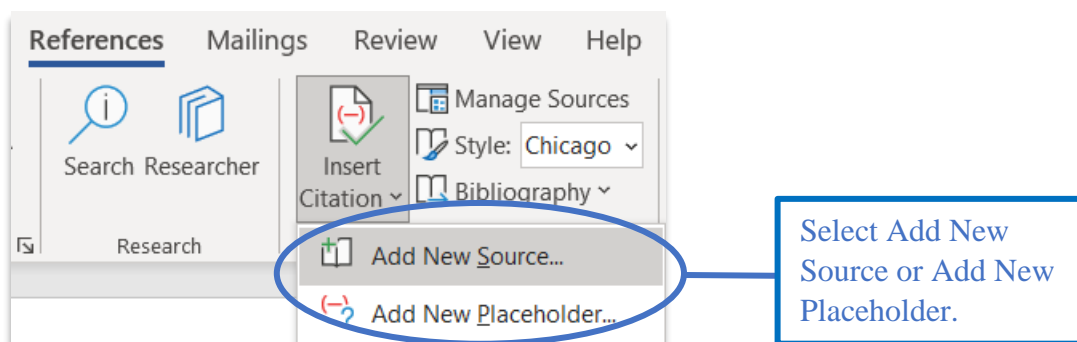 References Mailings Review View Help
Search Researcher
Insert
Citation
Manage Sources
Style: Chicago
Bibliography
Research
Add New Source...
Add New Placeholder...
Select Add New
Source or Add New
Placeholder.